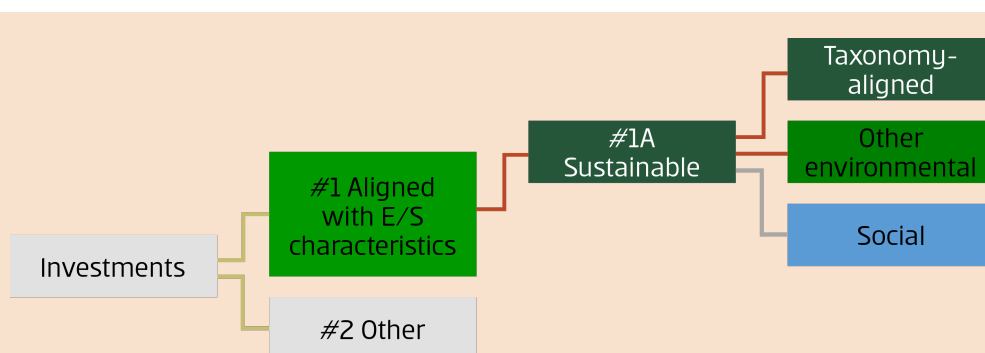 Taxonomy-
aligned
#1A
Sustainable
Other
environmental
#1 Aligned
with E/S
characteristics
Social
Investments
#2 Other